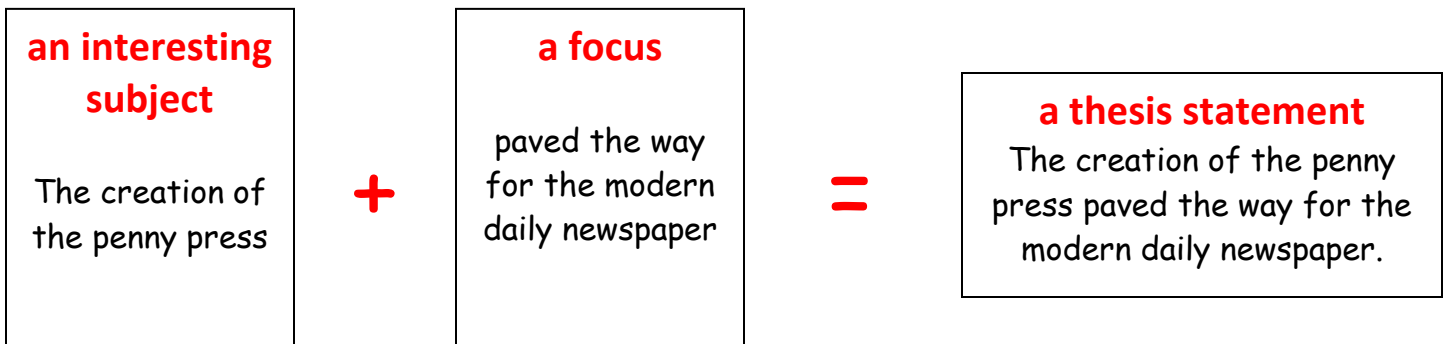 an interesting
subject
The creation of
the penny press
+
a focus
paved the way
for the modern
daily newspaper
=
a thesis statement
The creation of the penny
press paved the way for the
modern daily newspaper.